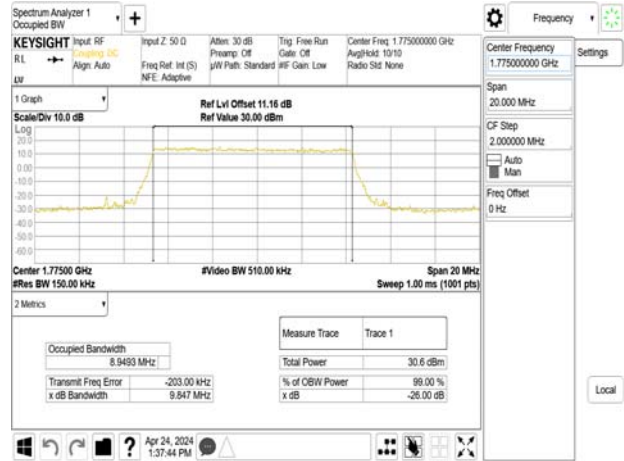 Spectrum Analyzer 1
Occupied BW
Frequency
KEYSIGHT
RL
Input: RF
Coupling: DC
Align: Auto
Input Z: 50 Ω
Freq Ref: Int (S)
NFE: Adaptive
Atten: 30 dB
Preamp: Off
µW Path: Standard
Trig: Free Run
Gate: Off
#IF Gain: Low
Center Freq: 1.775000000 GHz
Avg|Hold: 10/10
Radio Std: None
Center Frequency
1.775000000 GHz
Settings
Span
20.000 MHz
CF Step
2.000000 MHz
Auto
Man
Freq Offset
0 Hz
Local
1 Graph
Scale/Div 10.0 dB
Ref Lvl Offset 11.16 dB
Ref Value 30.00 dBm
Log
20.0
10.0
0.00
-10.0
-20.0
-30.0
-40.0
-50.0
-60.0
Center 1.77500 GHz
#Res BW 150.00 kHz
#Video BW 510.00 kHz
Span 20 MHz
Sweep 1.00 ms (1001 pts)
2 Metrics
Measure Trace Trace 1
Occupied Bandwidth
8.9493 MHz
Total Power 30.6 dBm
Transmit Freq Error -203.00 kHz
% of OBW Power 99.00 %
x dB Bandwidth 9.847 MHz
x dB -26.00 dB
?
Apr 24, 2024
1:37:44 PM